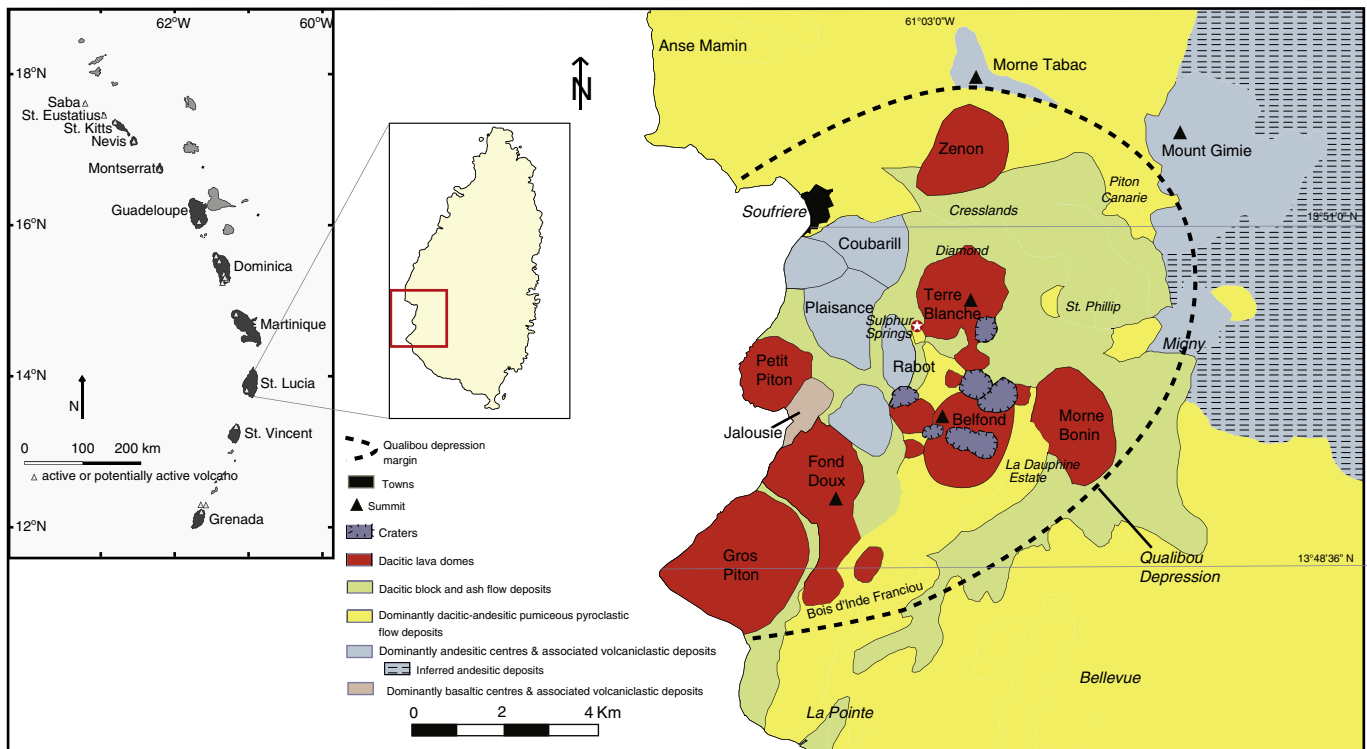 62°W
60°W
18°N
Saba
St. Eustatius
St. Kitts
Nevis
Montserrat
Guadeloupe
16°N
Dominica
Martinique
14°N
St. Lucia
N
St. Vincent
0 100 200 km
active or potentially active volcano
12°N
Grenada
N
Qualibou depression
margin
Towns
Summit
Craters
Dacitic lava domes
Dacitic block and ash flow deposits
Dominantly dacitic-andesitic pumiceous pyroclastic
flow deposits
Dominantly andesitic centres & associated volcaniclastic deposits
Inferred andesitic deposits
Dominantly basaltic centres & associated volcaniclastic deposits
0 2 4 Km
61°03'0"W
Anse Mamin
Morne Tabac
Zenon
Mount Gimie
Piton
Canarie
Soufriere
Cresslands
13°51'0" N
Coubarill
Diamond
Plaisance
Terre
Blanche
St. Phillip
Sulphur
Springs
Migny
Petit
Piton
Rabot
Jalousie
Belfond
Morne
Bonin
Fond
Doux
La Dauphine
Estate
Gros
Piton
Qualibou
Depression
13°48'36" N
Bois d'Inde Franciou
Bellevue
La Pointe